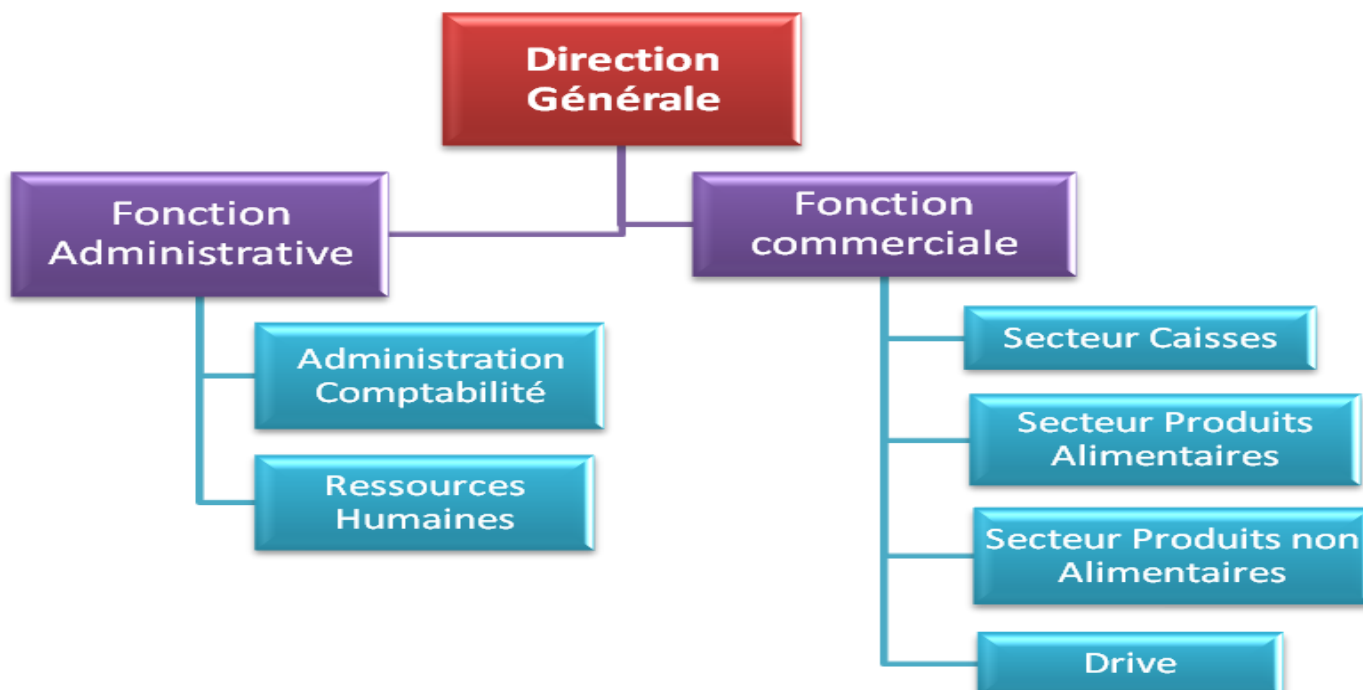 Direction
Générale
Fonction
Administrative
Administration
Comptabilité
Ressources
Humaines
Fonction
commerciale
Secteur Caisses
Secteur Produits
Alimentaires
Secteur Produits non
Alimentaires
Drive